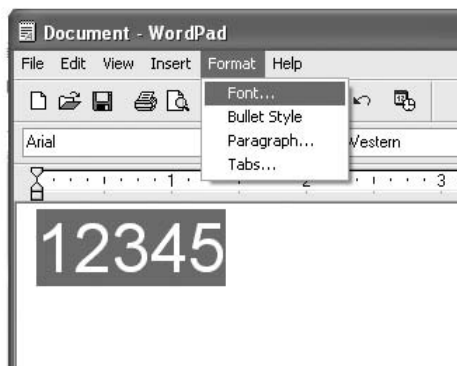 Document - WordPad
File Edit View Insert Format Help
Font...
Bullet Style
Arial Paragraph... Western
Tabs...
1 2 3
12345